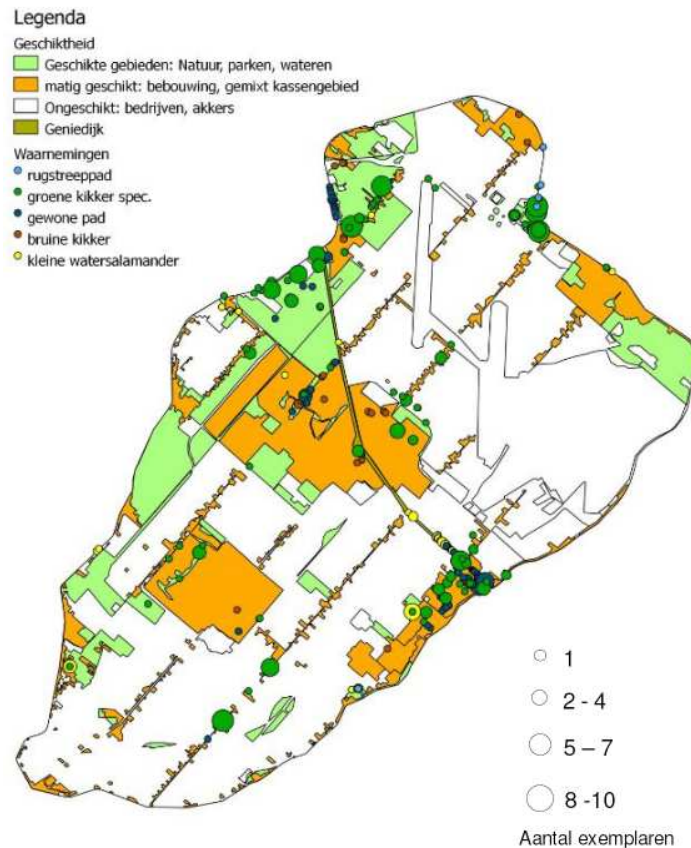 Legenda
Geschiktheid
Geschikte gebieden: Natuur, parken, wateren
matig geschikt: bebouwing, gemixt kassengebied
Ongeschikt: bedrijven, akkers
Geniedijk
Waarnemingen
rugstreeppad
groene kikker spec.
gewone pad
bruine kikker
kleine watersalamander
1
2 - 4
5 – 7
8 -10
Aantal exemplaren